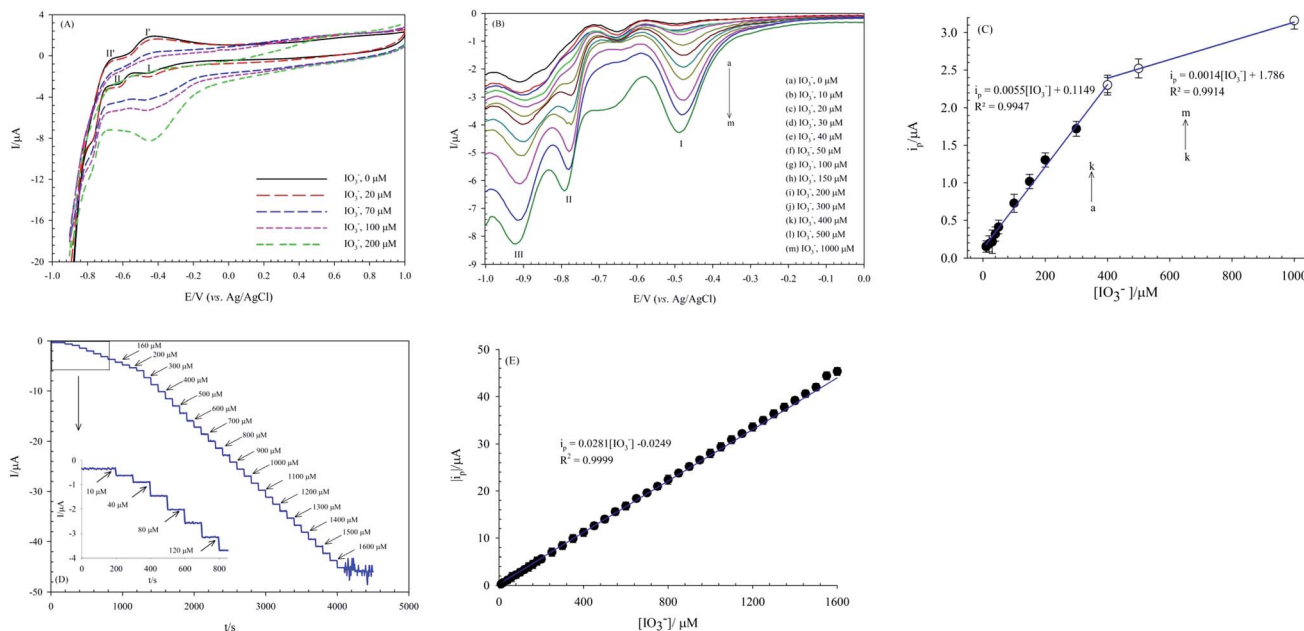 (A)
I'
II'
II
I
IO₃⁻, 0 μM
IO₃⁻, 20 μM
IO₃⁻, 70 μM
IO₃⁻, 100 μM
IO₃⁻, 200 μM
4
0
-4
-8
-12
-16
-20
I/μA
-1.0 -0.8 -0.6 -0.4 -0.2 0.0 0.2 0.4 0.6 0.8 1.0
E/V (vs. Ag/AgCl)
(B)
a
m
I
II
III
(a) IO₃⁻, 0 μM
(b) IO₃⁻, 10 μM
(c) IO₃⁻, 20 μM
(d) IO₃⁻, 30 μM
(e) IO₃⁻, 40 μM
(f) IO₃⁻, 50 μM
(g) IO₃⁻, 100 μM
(h) IO₃⁻, 150 μM
(i) IO₃⁻, 200 μM
(j) IO₃⁻, 300 μM
(k) IO₃⁻, 400 μM
(l) IO₃⁻, 500 μM
(m) IO₃⁻, 1000 μM
0
-1
-2
-3
-4
-5
-6
-7
-8
-9
I/μA
-1.0 -0.9 -0.8 -0.7 -0.6 -0.5 -0.4 -0.3 -0.2 -0.1 0.0
E/V (vs. Ag/AgCl)
(C)
iₚ = 0.0014[IO₃⁻] + 1.786
R² = 0.9914
iₚ = 0.0055[IO₃⁻] + 0.1149
R² = 0.9947
m
k
k
a
3.0
2.5
2.0
1.5
1.0
0.5
0.0
iₚ/μA
0 200 400 600 800 1000
[IO₃⁻]/μM
0
-10
-20
-30
-40
-50
I/μA
160 μM
200 μM
300 μM
400 μM
500 μM
600 μM
700 μM
800 μM
900 μM
1000 μM
1100 μM
1200 μM
1300 μM
1400 μM
1500 μM
1600 μM
0
-1
-2
-3
-4
I/μA
10 μM
40 μM
80 μM
120 μM
0 200 400 600 800
t/s
(D)
0 1000 2000 3000 4000 5000
t/s
(E)
iₚ = 0.0281[IO₃⁻] -0.0249
R² = 0.9999
50
40
30
20
10
0
|iₚ|/μA
0 400 800 1200 1600
[IO₃⁻]/ μM